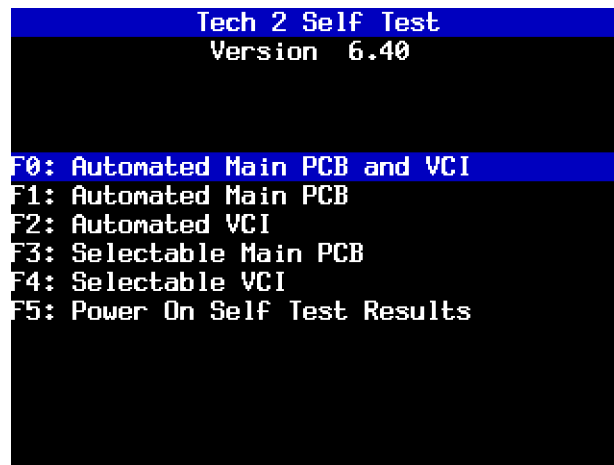 Tech 2 Self Test
Version 6.40
F0: Automated Main PCB and VCI
F1: Automated Main PCB
F2: Automated VCI
F3: Selectable Main PCB
F4: Selectable VCI
F5: Power On Self Test Results